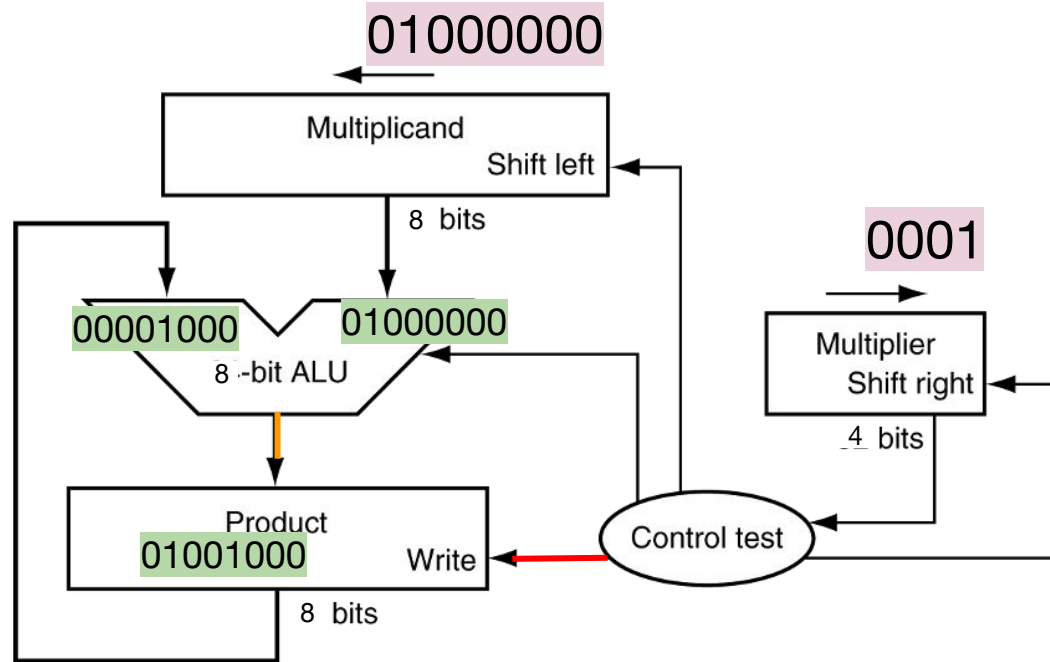 01000000
Multiplicand
Shift left
8 bits
0001
00001000
01000000
8 -bit ALU
Multiplier
Shift right
4 bits
Product
01001000
Write
Control test
8 bits